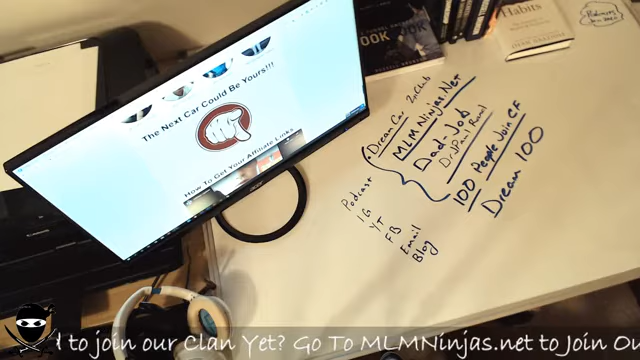 The Next Car Could Be Yours!!!
How To Get Your Affiliate Links
acer
Habits
Dream Car 2nClub
MLMNinjas.Net
Dad-Job
100 People Join CF
Dream 100
Podcast
IG
YT
FB
Email
Blog
to join our Clan Yet? Go To MLMNinjas.net to Join Ou